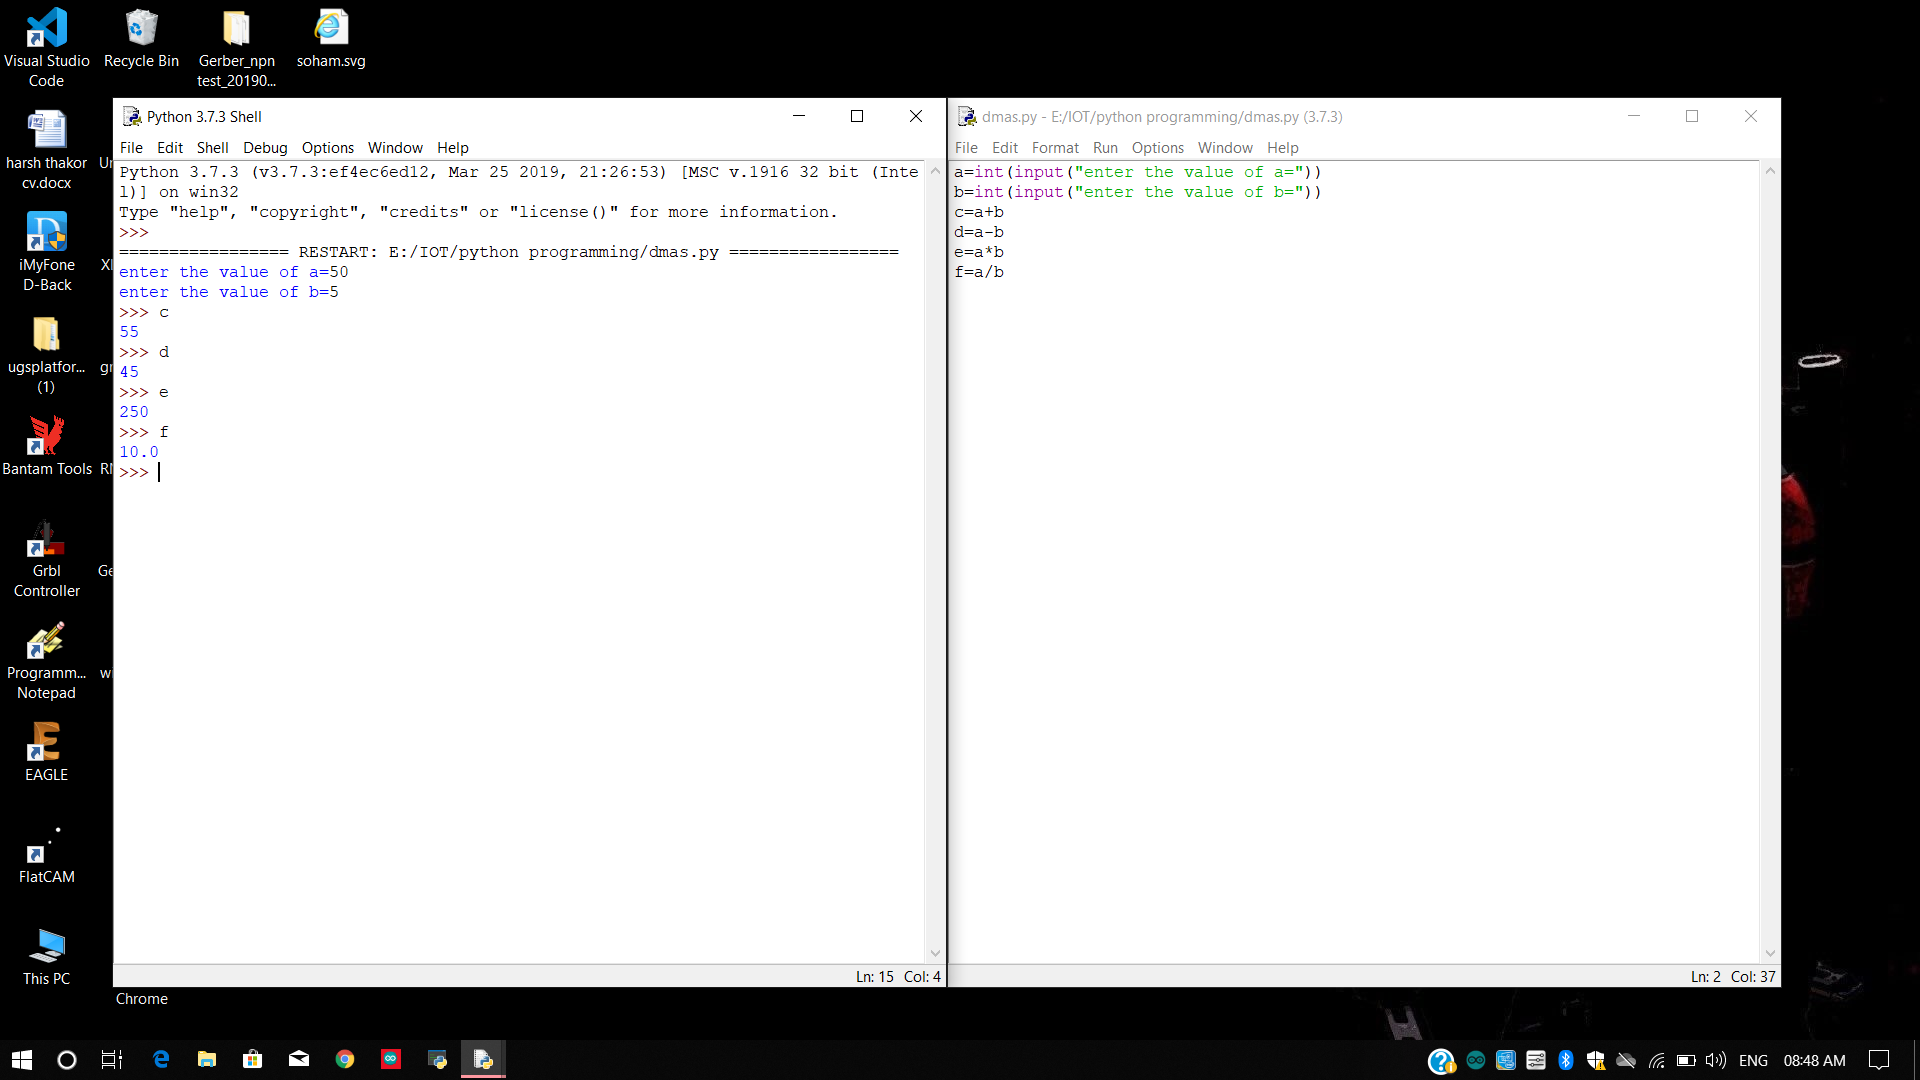 Visual Studio
Code
Recycle Bin
Gerber_npn
test_20190...
soham.svg
harsh thakor
cv.docx
iMyFone
D-Back
ugsplatfor...
(1)
Bantam Tools
Grbl
Controller
Programm...
Notepad
EAGLE
FlatCAM
This PC
Chrome
Python 3.7.3 Shell
File Edit Shell Debug Options Window Help
Python 3.7.3 (v3.7.3:ef4ec6ed12, Mar 25 2019, 21:26:53) [MSC v.1916 32 bit (Inte
l)] on win32
Type "help", "copyright", "credits" or "license()" for more information.
>>>
================= RESTART: E:/IOT/python programming/dmas.py =================
enter the value of a=50
enter the value of b=5
>>> c
55
>>> d
45
>>> e
250
>>> f
10.0
>>>
Ln: 15 Col: 4
dmas.py - E:/IOT/python programming/dmas.py (3.7.3)
File Edit Format Run Options Window Help
a=int(input("enter the value of a="))
b=int(input("enter the value of b="))
c=a+b
d=a-b
e=a*b
f=a/b
Ln: 2 Col: 37
ENG 08:48 AM